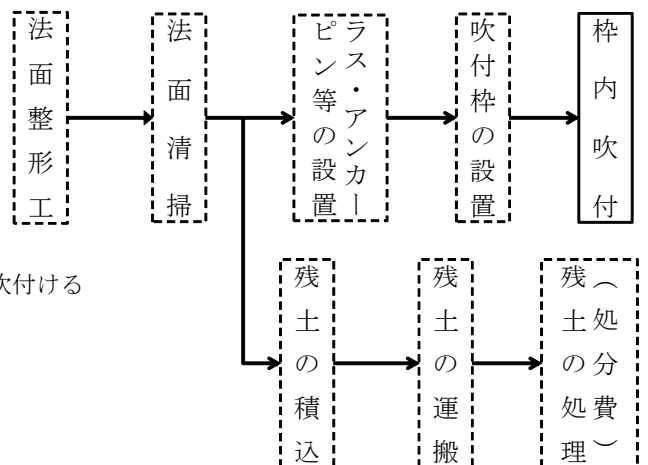 法面整形工
法面清掃
ラス・アンカー
ピン等の設置
吹付枠の設置
枠内吹付
吹付ける
残土の積込
残土の運搬
残土の処理
（処分費）